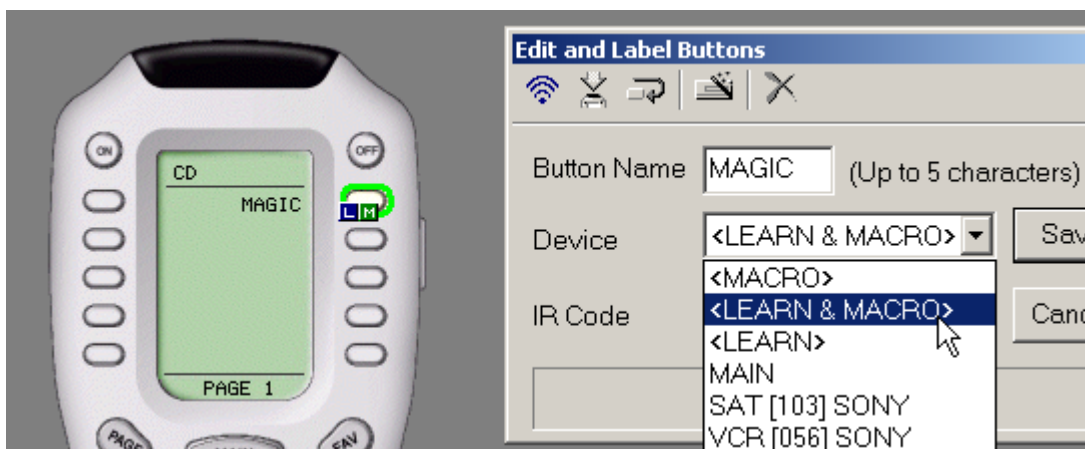 Edit and Label Buttons
ON
OFF
CD
MAGIC
L M
PAGE 1
PAGE
FAV
Button Name MAGIC (Up to 5 characters)
Device <LEARN & MACRO> Sav
<MACRO>
<LEARN & MACRO>
IR Code Canc
<LEARN>
MAIN
SAT [103] SONY
VCR [056] SONY